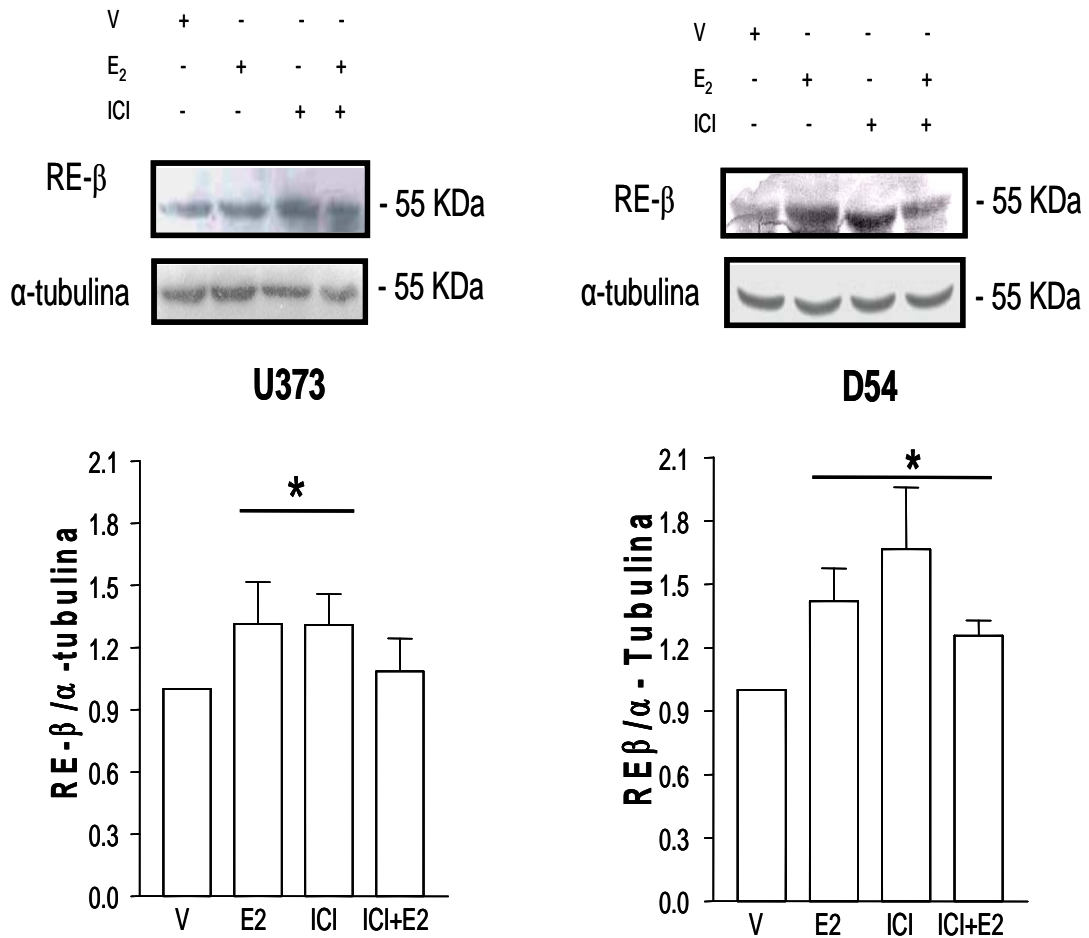 V + - - -
E₂ - + - +
ICI - - + +
RE-β
- 55 KDa
α-tubulina
- 55 KDa
U373
RE-β/α-tubulina
2.1
*
1.8
1.5
1.2
0.9
0.6
0.3
0.0
V E2 ICI ICI+E2
V + - - -
E₂ - + - +
ICI - - + +
RE-β
- 55 KDa
α-tubulina
- 55 KDa
D54
REβ/α - Tubulina
2.1
*
1.8
1.5
1.2
0.9
0.6
0.3
0.0
V E2 ICI ICI+E2